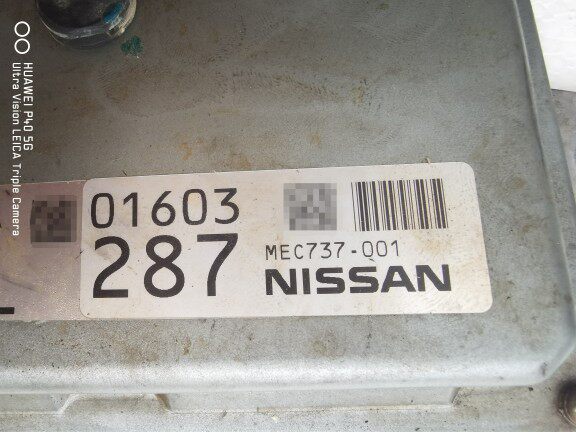 01603
287
MEC737-001
NISSAN
HUAWEI P40 5G
Ultra Vision LEICA Triple Camera